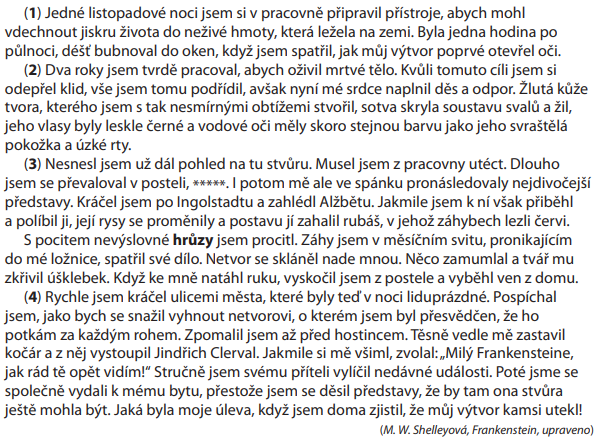 (1) Jedné listopadové noci jsem si v pracovně připravil přístroje, abych mohl
vdechnout jiskru života do neživé hmoty, která ležela na zemi. Byla jedna hodina po
půlnoci, déšť bubnoval do oken, když jsem spatřil, jak můj výtvor poprvé otevřel oči.
(2) Dva roky jsem tvrdě pracoval, abych oživil mrtvé tělo. Kvůli tomuto cíli jsem si
odepřel klid, vše jsem tomu podřídil, avšak nyní mé srdce naplnil děs a odpor. Žlutá kůže
tvora, kterého jsem s tak nesmírnými obtížemi stvořil, sotva skryla soustavu svalů a žil,
jeho vlasy byly leskle černé a vodové oči měly skoro stejnou barvu jako jeho svraštělá
pokožka a úzké rty.
(3) Nesnesl jsem už dál pohled na tu stvůru. Musel jsem z pracovny utéct. Dlouho
jsem se převaloval v posteli, *****. I potom mě ale ve spánku pronásledovaly nejdivočejší
představy. Kráčel jsem po Ingolstadtu a zahlédl Alžbětu. Jakmile jsem k ní však přiběhl
a políbil ji, její rysy se proměnily a postavu jí zahalil rubáš, v jehož záhybech lezli červi.
S pocitem nevýslovné hrůzy jsem procitl. Záhy jsem v měsíčním svitu, pronikajícím
do mé ložnice, spatřil své dílo. Netvor se skláněl nade mnou. Něco zamumlal a tvář mu
zkřivil úšklebek. Když ke mně natáhl ruku, vyskočil jsem z postele a vyběhl ven z domu.
(4) Rychle jsem kráčel ulicemi města, které byly teď v noci liduprázdné. Pospíchal
jsem, jako bych se snažil vyhnout netvorovi, o kterém jsem byl přesvědčen, že ho
potkám za každým rohem. Zpomalil jsem až před hostincem. Těsně vedle mě zastavil
kočár a z něj vystoupil Jindřich Clerval. Jakmile si mě všiml, zvolal: „Milý Frankensteine,
jak rád tě opět vidím!“ Stručně jsem svému příteli vylíčil nedávné události. Poté jsme se
společně vydali k mému bytu, přestože jsem se děsil představy, že by tam ona stvůra
ještě mohla být. Jaká byla moje úleva, když jsem doma zjistil, že můj výtvor kamsi utekl!
(M. W. Shelleyová, Frankenstein, upraveno)